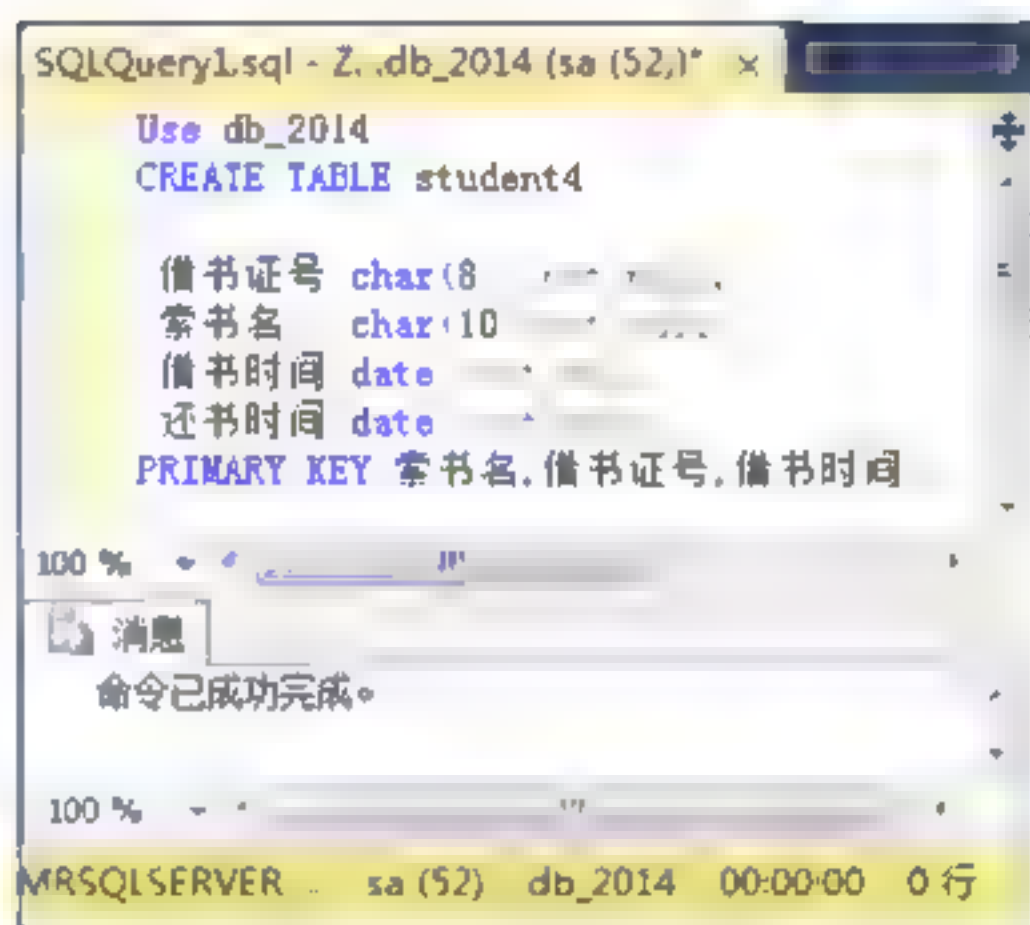 SQLQuery1.sql - Z...db_2014 (sa (52))* ×
Use db_2014
CREATE TABLE student4
借书证号 char(8
索书名 char(10
借书时间 date
还书时间 date
PRIMARY KEY 索书名,借书证号,借书时间
100 %
消息
命令已成功完成。
100 %
MRSQLSERVER sa (52) db_2014 00:00:00 0 行